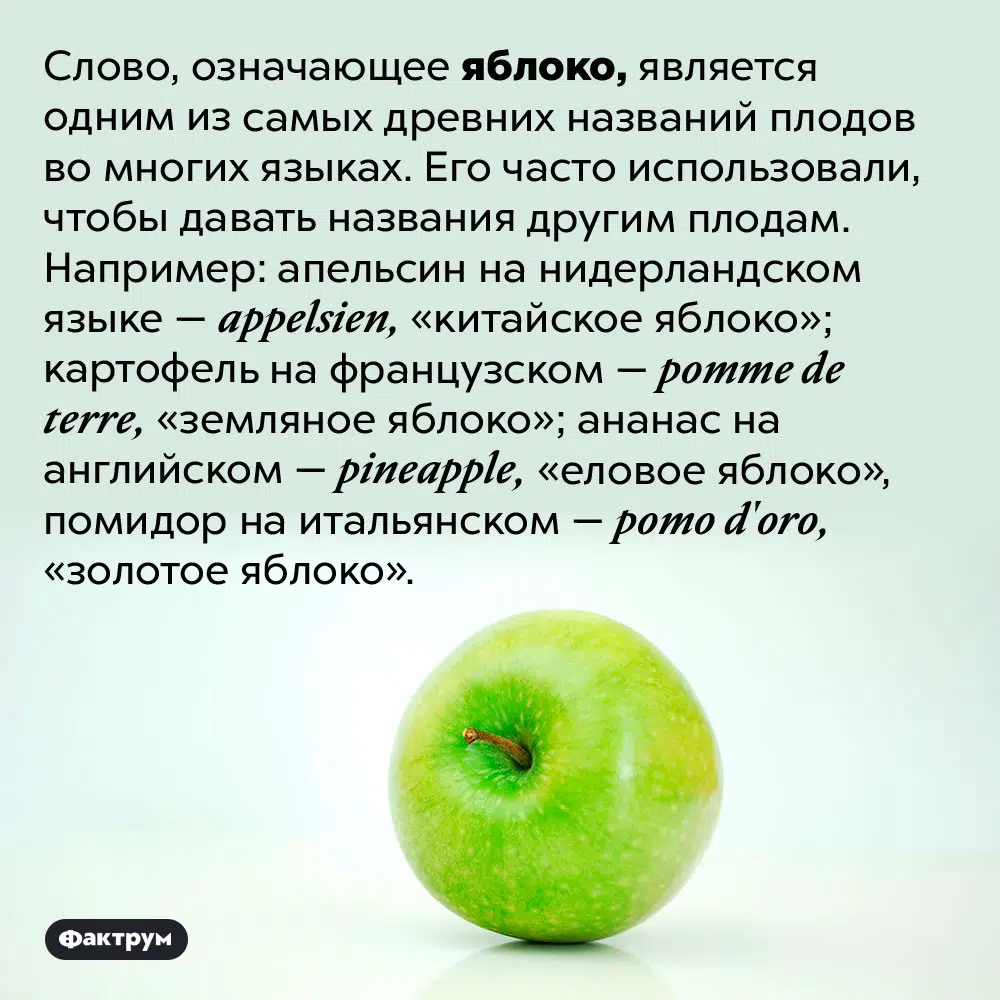 Слово, означающее яблоко, является
одним из самых древних названий плодов
во многих языках. Его часто использовали,
чтобы давать названия другим плодам.
Например: апельсин на нидерландском
языке — appelsien, «китайское яблоко»;
картофель на французском — pomme de
terre, «земляное яблоко»; ананас на
английском — pineapple, «еловое яблоко»,
помидор на итальянском — pomo d'oro,
«золотое яблоко».
Фактрум